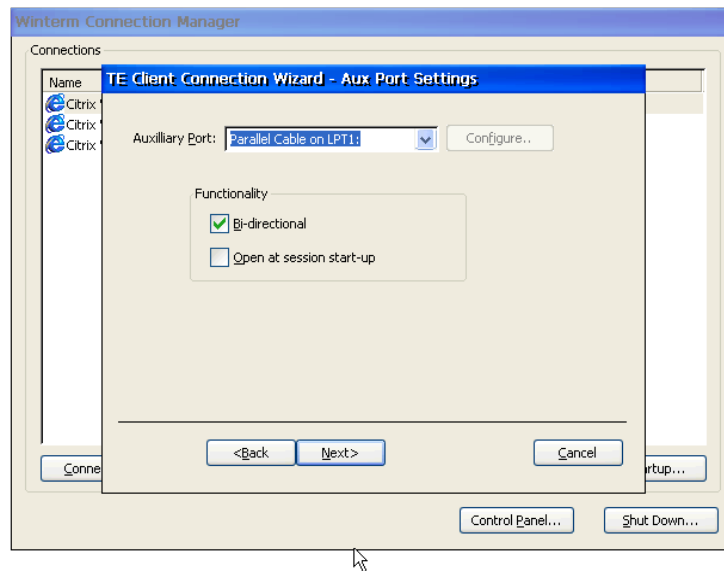 Winterm Connection Manager
Connections
Name
TE Client Connection Wizard - Aux Port Settings
Citrix
Citrix
Citrix
Auxilliary Port: Parallel Cable on LPT1: Configure..
Functionality
Bi-directional
Open at session start-up
<Back Next> Cancel
Conne rtup...
Control Panel... Shut Down...